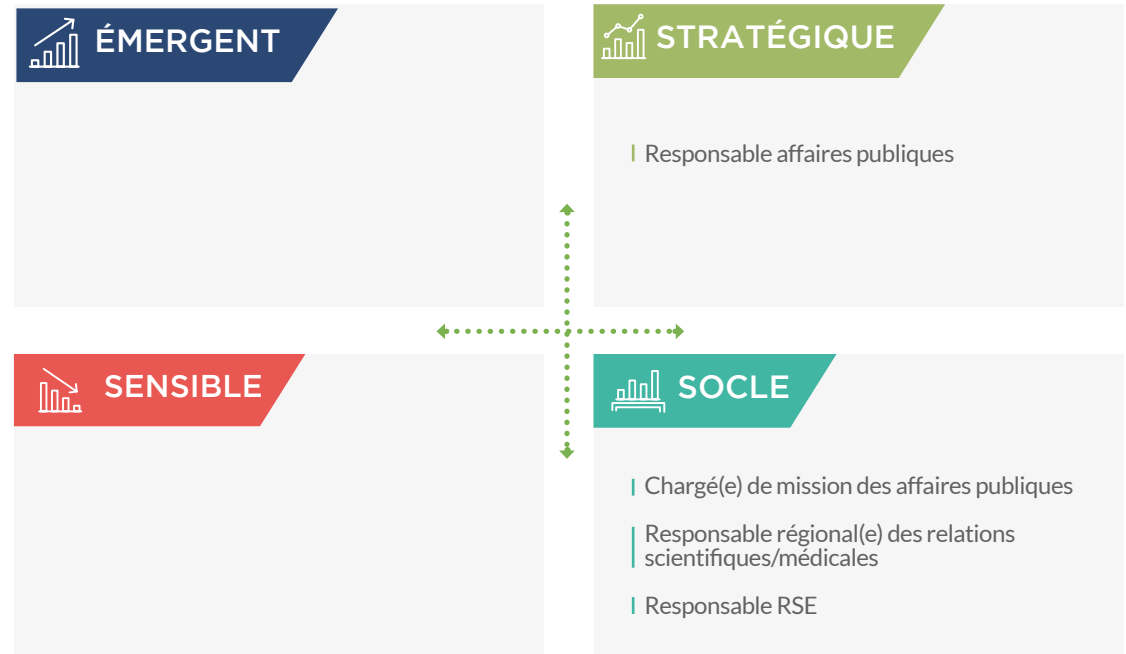 ÉMERGENT
STRATÉGIQUE
Responsable affaires publiques
SENSIBLE
SOCLE
Chargé(e) de mission des affaires publiques
Responsable régional(e) des relations
scientifiques/médicales
Responsable RSE